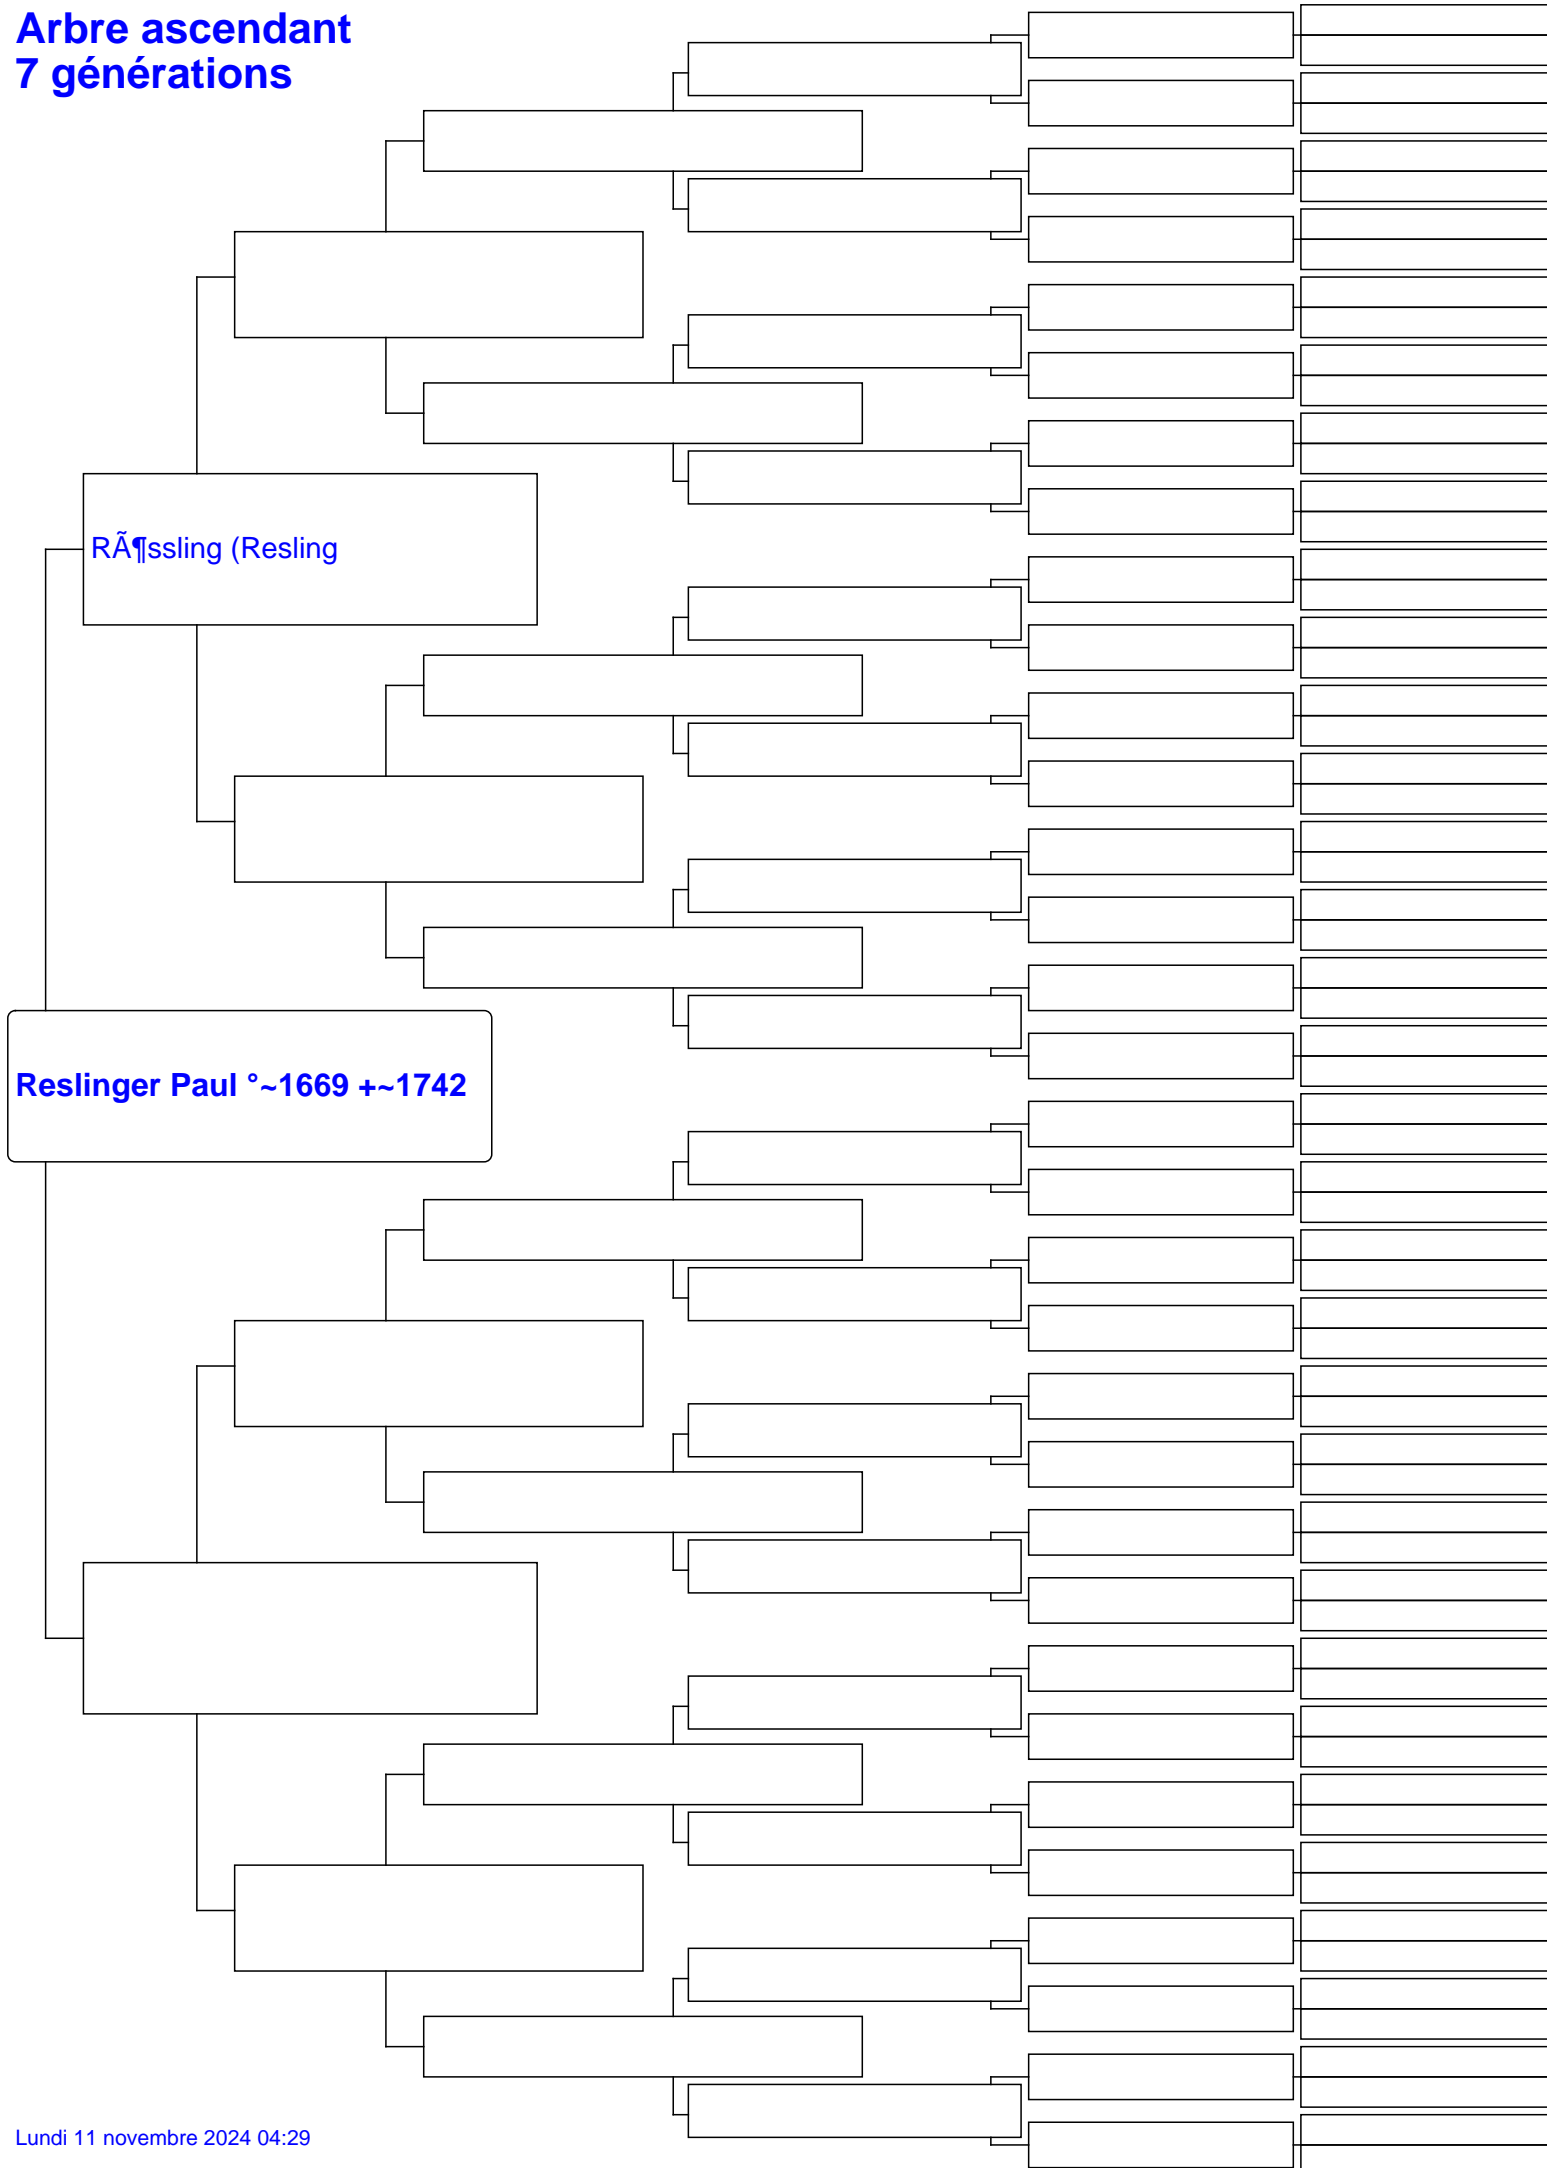 Arbre ascendant
7 générations
RÃ¶ssling (Resling
Reslinger Paul °~1669 +~1742
Lundi 11 novembre 2024 04:29